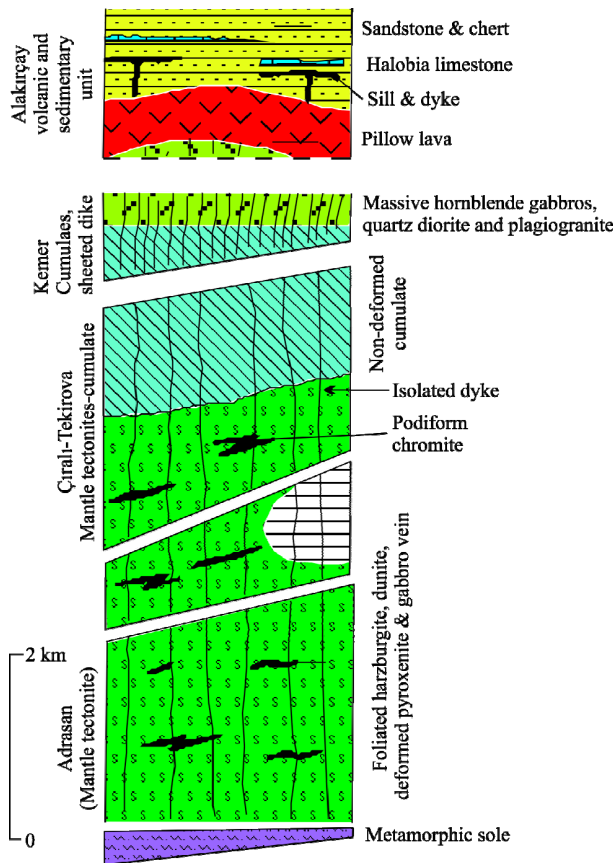 Alakırçay
volcanic and
sedimentary
unit
Sandstone & chert
Halobia limestone
Sill & dyke
Pillow lava
Kemer
Cumulaes,
sheeted dike
Massive hornblende gabbros,
quartz diorite and plagiogranite
Çıralı-Tekirova
Mantle tectonites-cumulate
Non-deformed
cumulate
Isolated dyke
Podiform
chromite
Adrasan
(Mantle tectonite)
Foliated harzburgite, dunite,
deformed pyroxenite & gabbro vein
2 km
0
Metamorphic sole